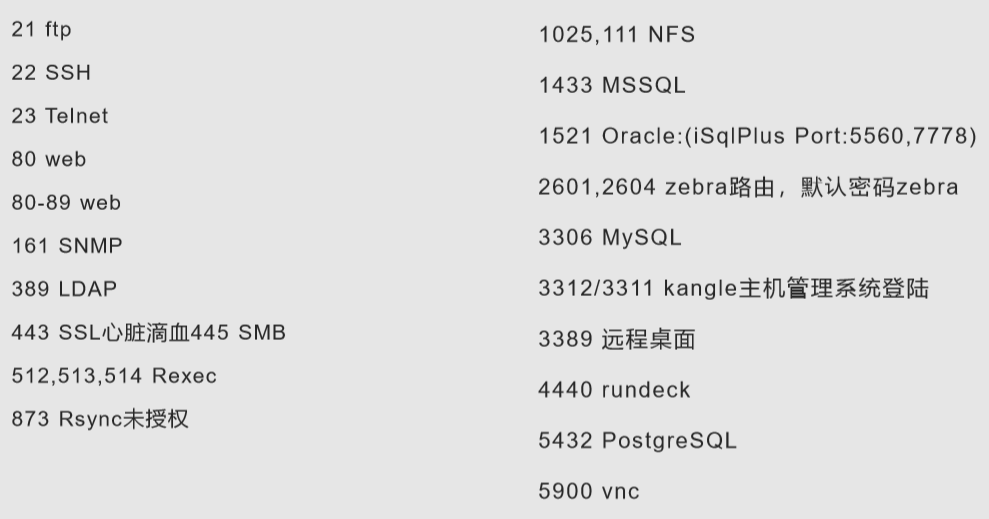 21 ftp
22 SSH
23 Telnet
80 web
80-89 web
161 SNMP
389 LDAP
443 SSL心脏滴血445 SMB
512,513,514 Rexec
873 Rsync未授权
1025,111 NFS
1433 MSSQL
1521 Oracle:(iSqlPlus Port:5560,7778)
2601,2604 zebra路由，默认密码zebra
3306 MySQL
3312/3311 kangle主机管理系统登陆
3389 远程桌面
4440 rundeck
5432 PostgreSQL
5900 vnc